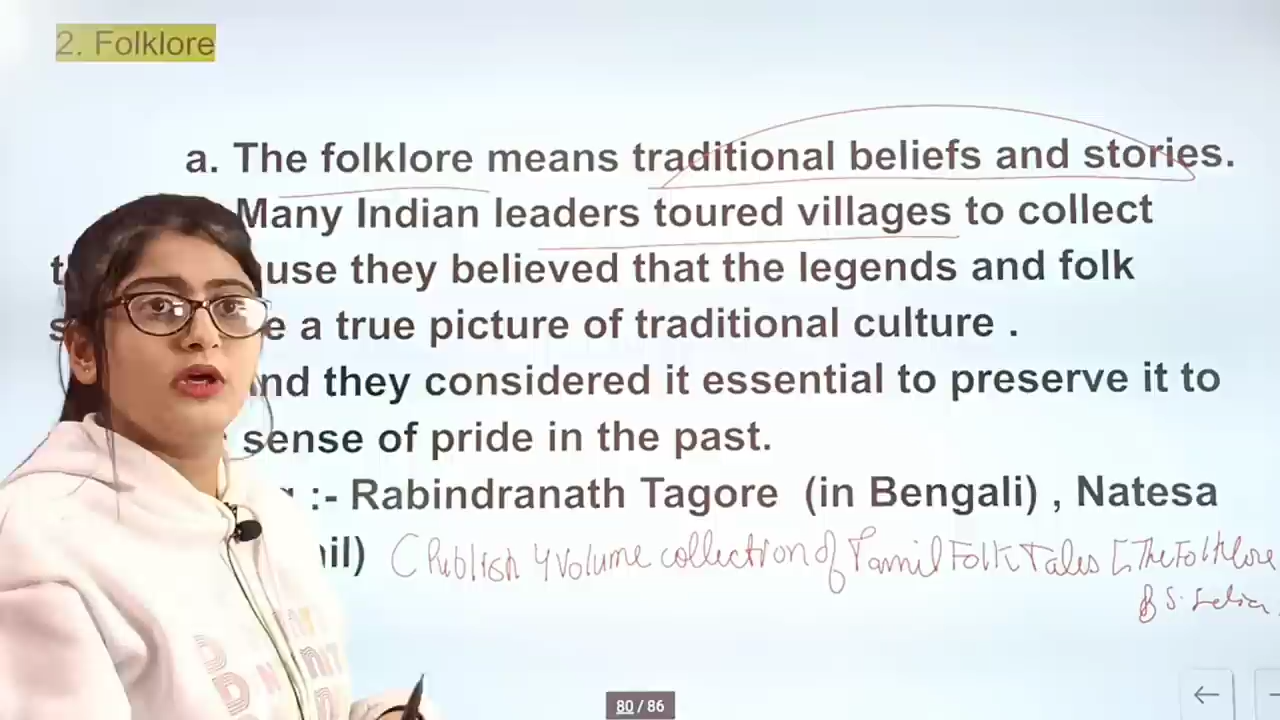 2. Folklore
a. The folklore means traditional beliefs and stories.
Many Indian leaders toured villages to collect
use they believed that the legends and folk
e a true picture of traditional culture .
nd they considered it essential to preserve it to
sense of pride in the past.
:- Rabindranath Tagore (in Bengali) , Natesa
il) (Publish 4 Volume collection of Tamil Folk Tales [The Folklore
80 / 86